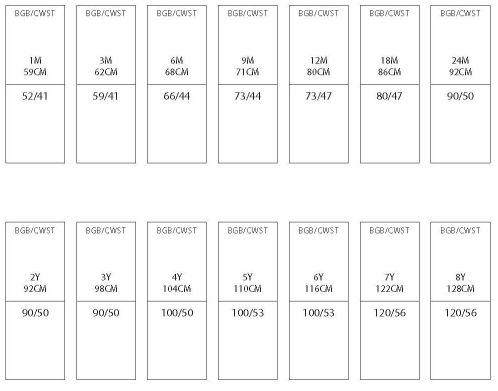 BGB/CWST BGB/CWST BGB/CWST BGB/CWST BGB/CWST BGB/CWST BGB/CWST
1M 3M 6M 9M 12M 18M 24M
59CM 62CM 68CM 71CM 80CM 86CM 92CM
52/41 59/41 66/44 73/44 73/47 80/47 90/50
BGB/CWST BGB/CWST BGB/CWST BGB/CWST BGB/CWST BGB/CWST BGB/CWST
2Y 3Y 4Y 5Y 6Y 7Y 8Y
92CM 98CM 104CM 110CM 116CM 122CM 128CM
90/50 90/50 100/50 100/53 100/53 120/56 120/56